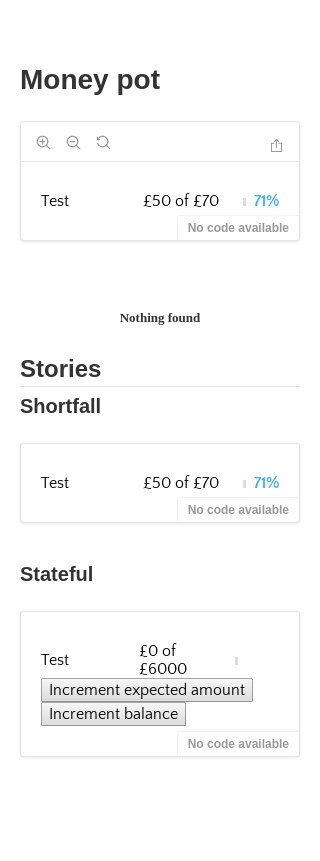 Money pot
Test £50 of £70 71%
No code available
Nothing found
Stories
Shortfall
Test £50 of £70 71%
No code available
Stateful
Test £0 of
£6000
Increment expected amount
Increment balance
No code available